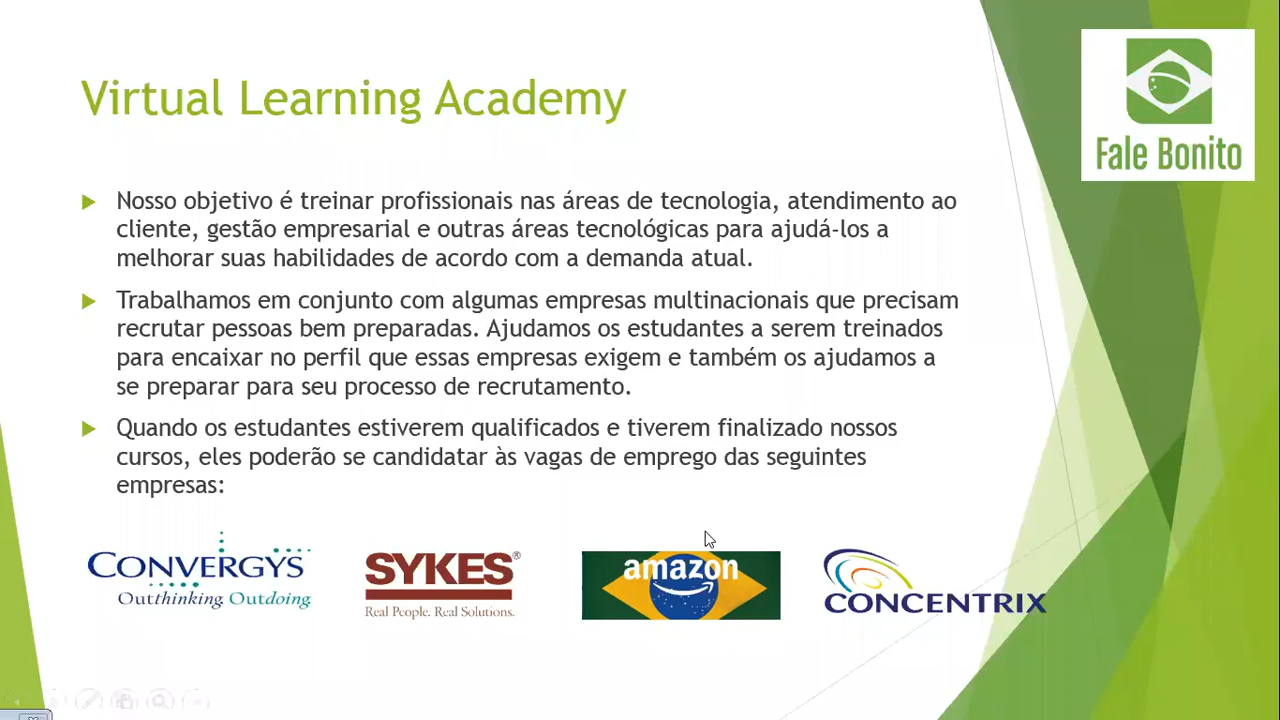 Virtual Learning Academy
Fale Bonito
Nosso objetivo é treinar profissionais nas áreas de tecnologia, atendimento ao
cliente, gestão empresarial e outras áreas tecnológicas para ajudá-los a
melhorar suas habilidades de acordo com a demanda atual.
Trabalhamos em conjunto com algumas empresas multinacionais que precisam
recrutar pessoas bem preparadas. Ajudamos os estudantes a serem treinados
para encaixar no perfil que essas empresas exigem e também os ajudamos a
se preparar para seu processo de recrutamento.
Quando os estudantes estiverem qualificados e tiverem finalizado nossos
cursos, eles poderão se candidatar às vagas de emprego das seguintes
empresas:
CONVERGYS
Outthinking Outdoing
SYKES®
Real People. Real Solutions.
amazon
CONCENTRIX